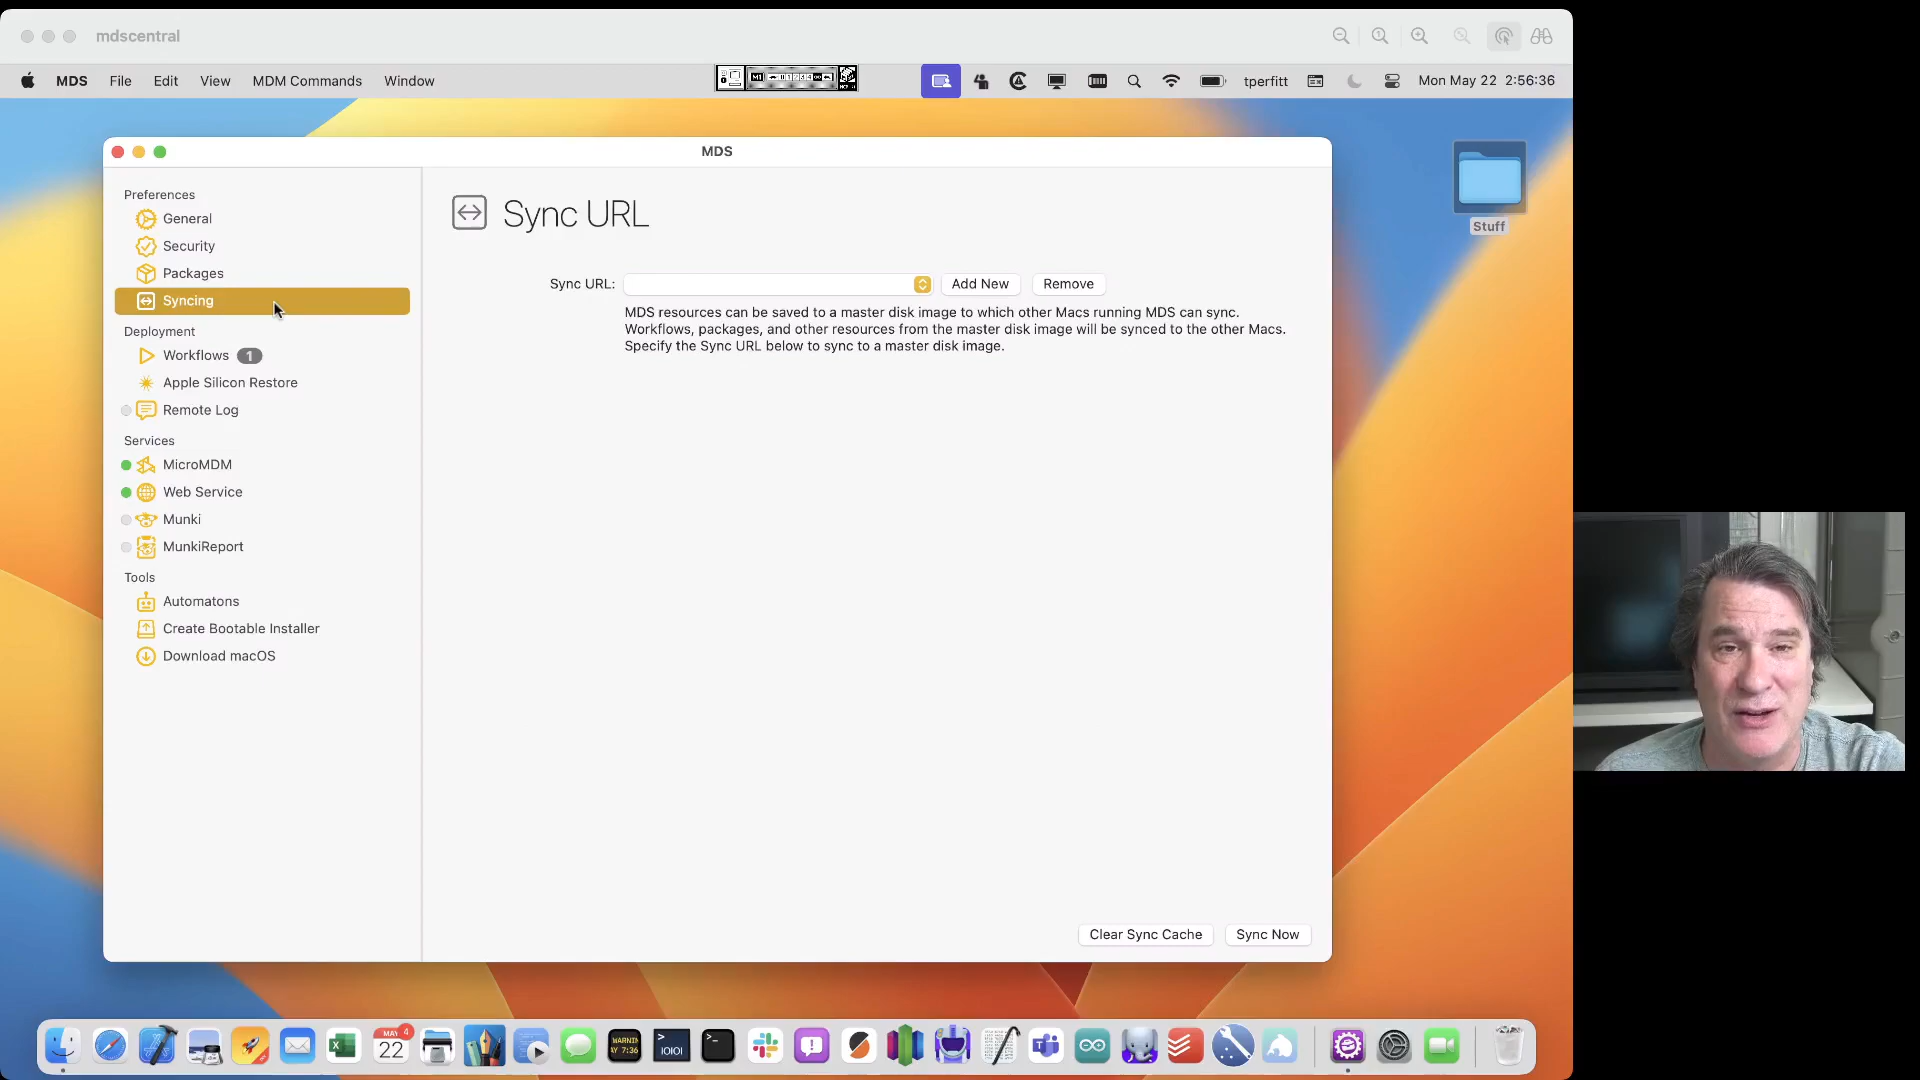 mdscentral
MDS File Edit View MDM Commands Window
tperfitt Mon May 22 2:56:36
MDS
Preferences
General
Security
Packages
Syncing
Deployment
Workflows 1
Apple Silicon Restore
Remote Log
Services
MicroMDM
Web Service
Munki
MunkiReport
Tools
Automatons
Create Bootable Installer
Download macOS
Sync URL
Sync URL: Add New Remove
MDS resources can be saved to a master disk image to which other Macs running MDS can sync.
Workflows, packages, and other resources from the master disk image will be synced to the other Macs.
Specify the Sync URL below to sync to a master disk image.
Clear Sync Cache Sync Now
Stuff
MAY 4
22